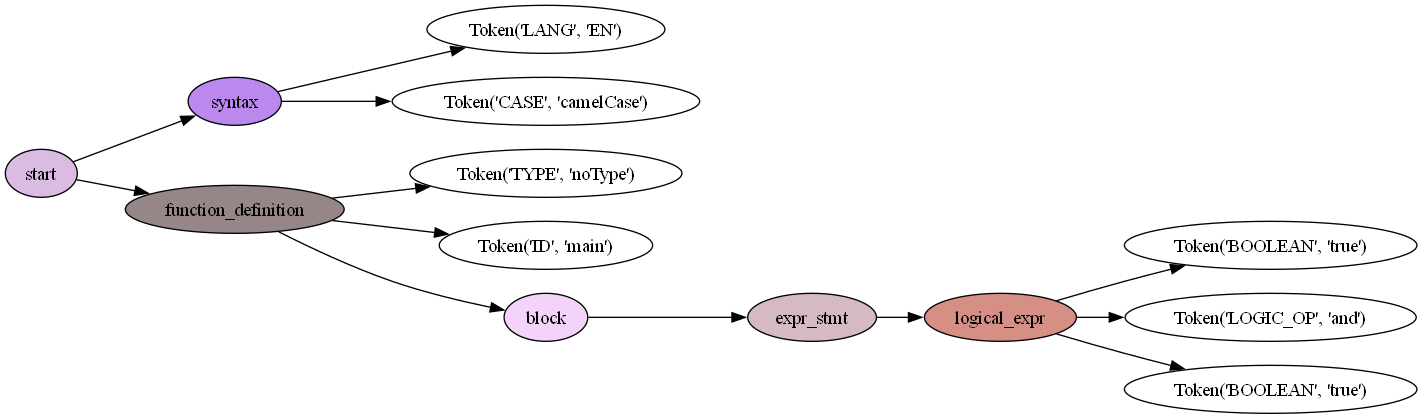 Token('LANG', 'EN')
syntax
Token('CASE', 'camelCase')
start
Token('TYPE', 'noType')
function_definition
Token('ID', 'main')
Token('BOOLEAN', 'true')
block
expr_stmt
logical_expr
Token('LOGIC_OP', 'and')
Token('BOOLEAN', 'true')